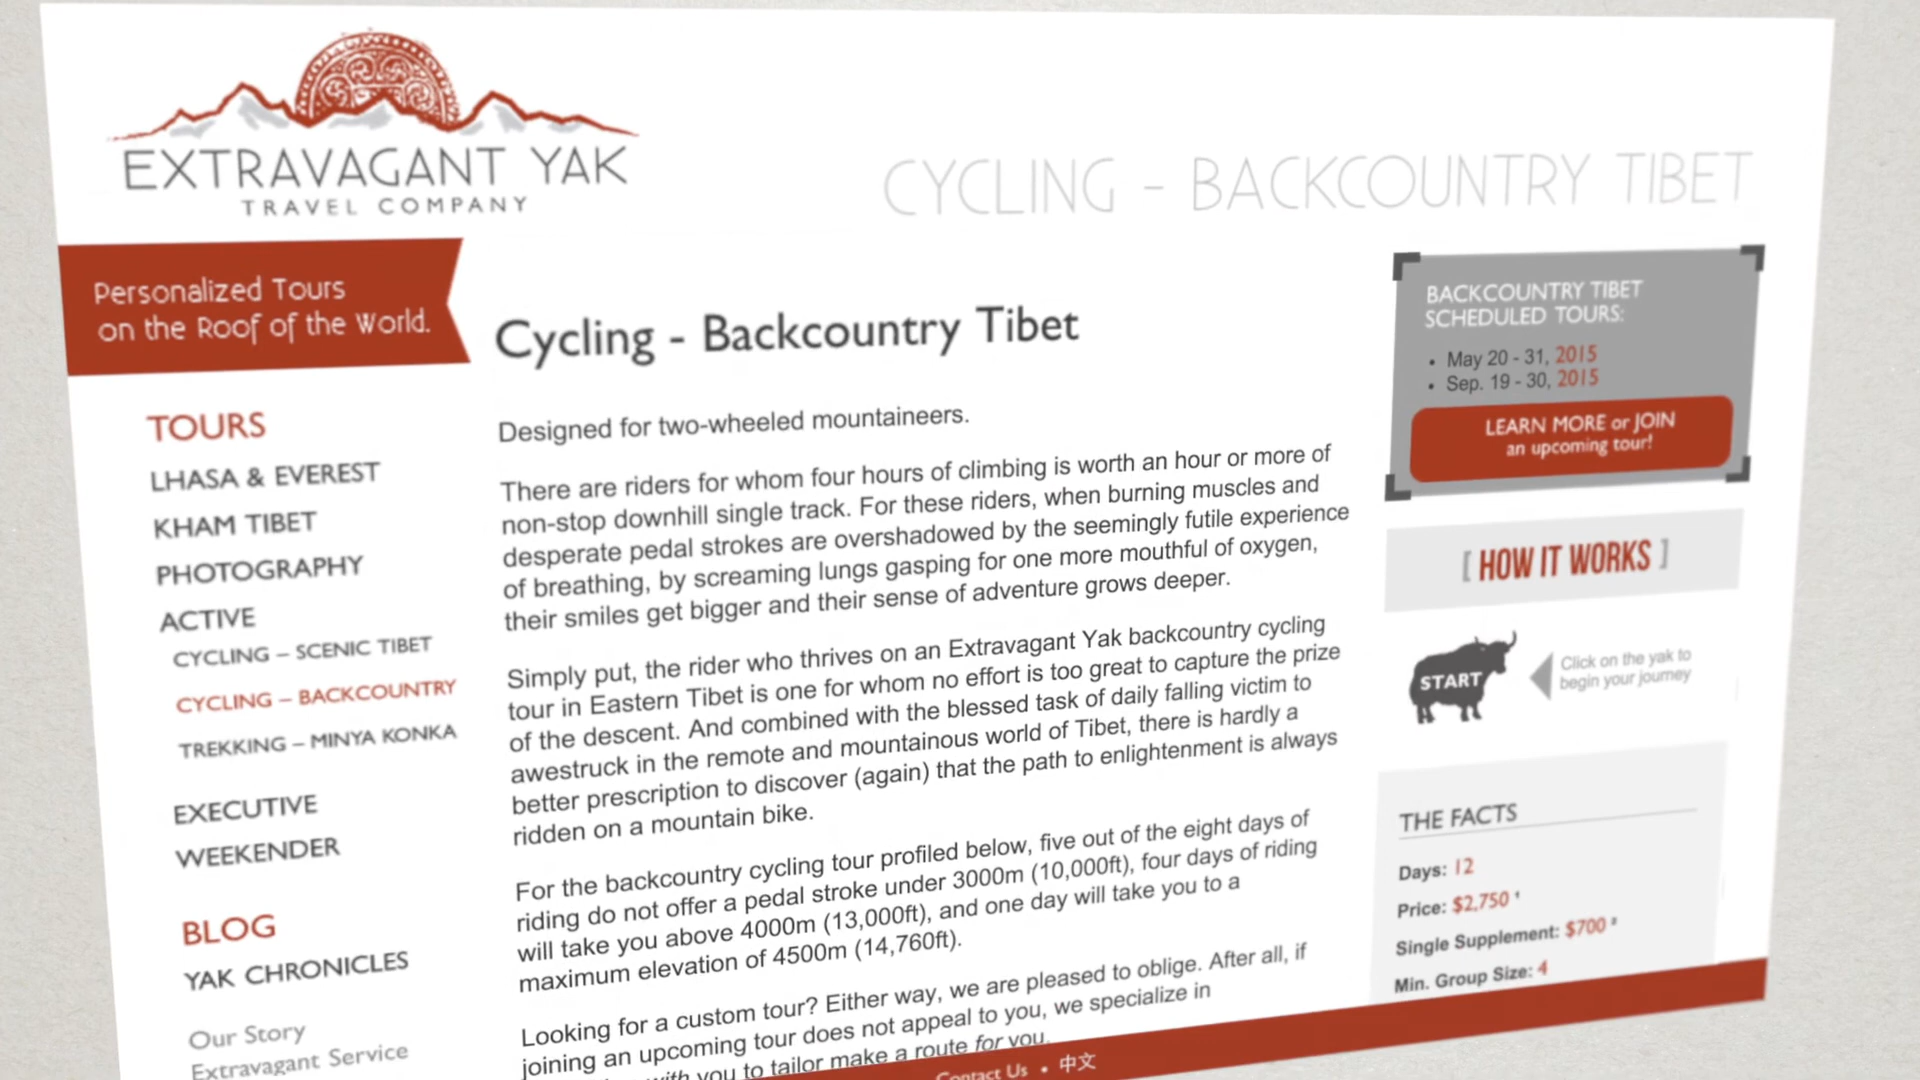 EXTRAVAGANT YAK
TRAVEL COMPANY
CYCLING - BACKCOUNTRY TIBET
Personalized Tours
on the Roof of the World.
TOURS
LHASA & EVEREST
KHAM TIBET
PHOTOGRAPHY
ACTIVE
CYCLING – SCENIC TIBET
CYCLING – BACKCOUNTRY
TREKKING – MINYA KONKA
EXECUTIVE
WEEKENDER
BLOG
YAK CHRONICLES
Our Story
Extravagant Service
Cycling - Backcountry Tibet
Designed for two-wheeled mountaineers.
There are riders for whom four hours of climbing is worth an hour or more of
non-stop downhill single track. For these riders, when burning muscles and
desperate pedal strokes are overshadowed by the seemingly futile experience
of breathing, by screaming lungs gasping for one more mouthful of oxygen,
their smiles get bigger and their sense of adventure grows deeper.
Simply put, the rider who thrives on an Extravagant Yak backcountry cycling
tour in Eastern Tibet is one for whom no effort is too great to capture the prize
of the descent. And combined with the blessed task of daily falling victim to
awestruck in the remote and mountainous world of Tibet, there is hardly a
better prescription to discover (again) that the path to enlightenment is always
ridden on a mountain bike.
For the backcountry cycling tour profiled below, five out of the eight days of
riding do not offer a pedal stroke under 3000m (10,000ft), four days of riding
will take you above 4000m (13,000ft), and one day will take you to a
maximum elevation of 4500m (14,760ft).
Looking for a custom tour? Either way, we are pleased to oblige. After all, if
joining an upcoming tour does not appeal to you, we specialize in
with you to tailor make a route for you.
BACKCOUNTRY TIBET
SCHEDULED TOURS:
• May 20 - 31, 2015
• Sep. 19 - 30, 2015
LEARN MORE or JOIN
an upcoming tour!
[ HOW IT WORKS ]
START
Click on the yak to
begin your journey
THE FACTS
Days: 12
Price: $2,750 ¹
Single Supplement: $700 ²
Min. Group Size: 4
Contact Us • 中文